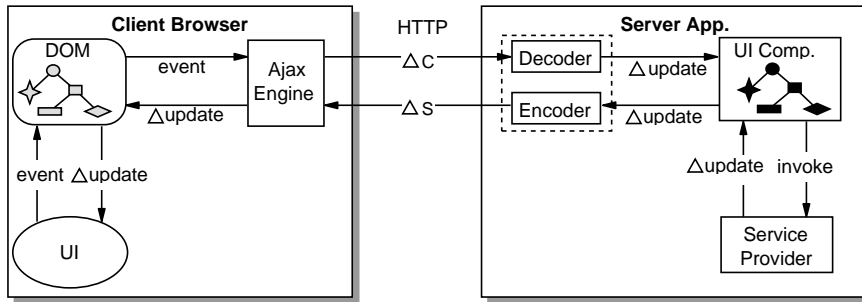 Client Browser
HTTP
Server App.
DOM
event
Ajax
Engine
△C
Decoder
△update
UI Comp.
△update
△S
Encoder
△update
event
△update
△update
invoke
UI
Service
Provider